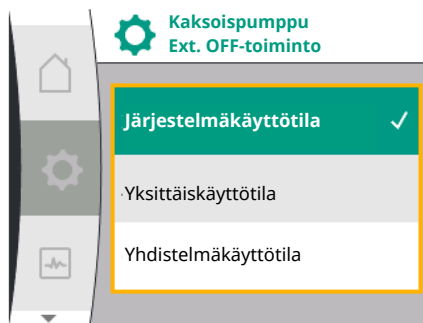 Kaksoispumppu
Ext. OFF-toiminto
Järjestelmäkäyttötila
Yksittäiskäyttötila
Yhdistelmäkäyttötila